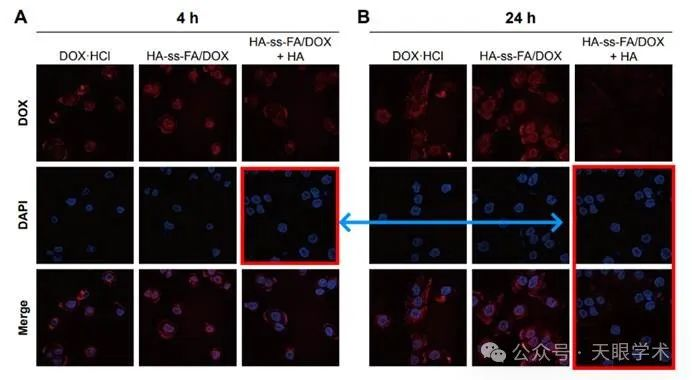 A 4 h
DOX·HCl HA-ss-FA/DOX HA-ss-FA/DOX
+ HA
B 24 h
DOX·HCl HA-ss-FA/DOX HA-ss-FA/DOX
+ HA
DOX
DAPI
Merge
公众号 · 天眼学术